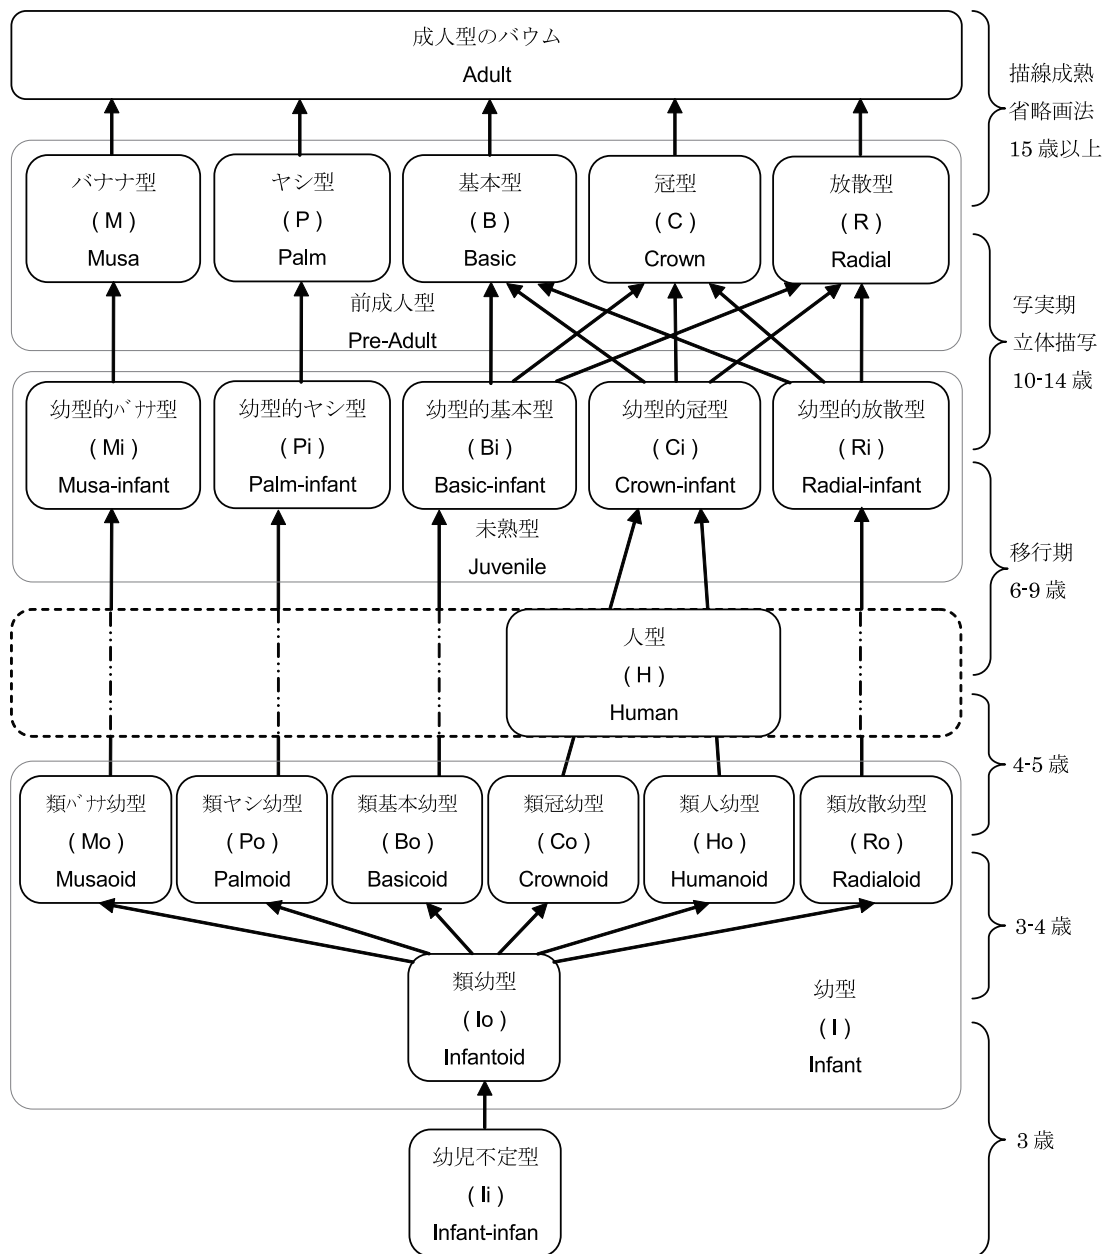 成人型のバウム
Adult
描線成熟
省略画法
15 歳以上
バナナ型
( M )
Musa
ヤシ型
( P )
Palm
基本型
( B )
Basic
冠型
( C )
Crown
放散型
( R )
Radial
前成人型
Pre-Adult
写実期
立体描写
10-14 歳
幼型的バナナ型
( Mi )
Musa-infant
幼型的ヤシ型
( Pi )
Palm-infant
幼型的基本型
( Bi )
Basic-infant
幼型的冠型
( Ci )
Crown-infant
幼型的放散型
( Ri )
Radial-infant
未熟型
Juvenile
移行期
6-9 歳
人型
( H )
Human
4-5 歳
類バナナ幼型
( Mo )
Musaoid
類ヤシ幼型
( Po )
Palmoid
類基本幼型
( Bo )
Basicoid
類冠幼型
( Co )
Crownoid
類人幼型
( Ho )
Humanoid
類放散幼型
( Ro )
Radialoid
3-4 歳
類幼型
( Io )
Infantoid
幼型
( I )
Infant
幼児不定型
( Ii )
Infant-infan
3 歳